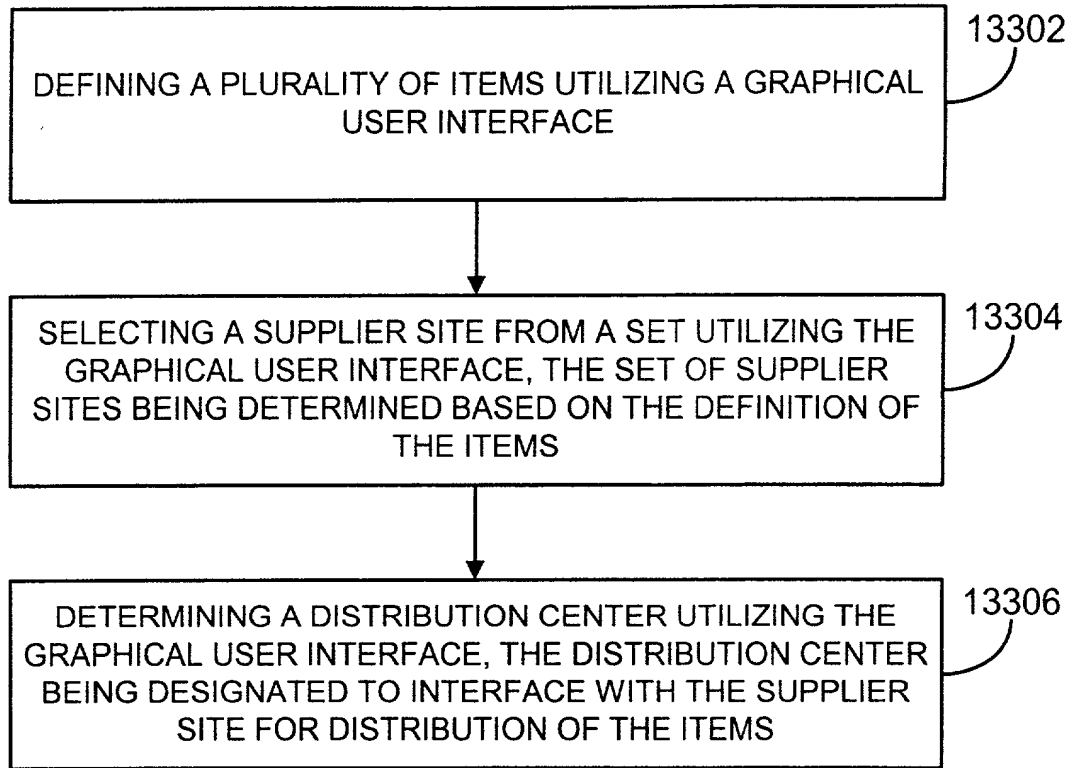 13302
DEFINING A PLURALITY OF ITEMS UTILIZING A GRAPHICAL
USER INTERFACE
13304
SELECTING A SUPPLIER SITE FROM A SET UTILIZING THE
GRAPHICAL USER INTERFACE, THE SET OF SUPPLIER
SITES BEING DETERMINED BASED ON THE DEFINITION OF
THE ITEMS
13306
DETERMINING A DISTRIBUTION CENTER UTILIZING THE
GRAPHICAL USER INTERFACE, THE DISTRIBUTION CENTER
BEING DESIGNATED TO INTERFACE WITH THE SUPPLIER
SITE FOR DISTRIBUTION OF THE ITEMS